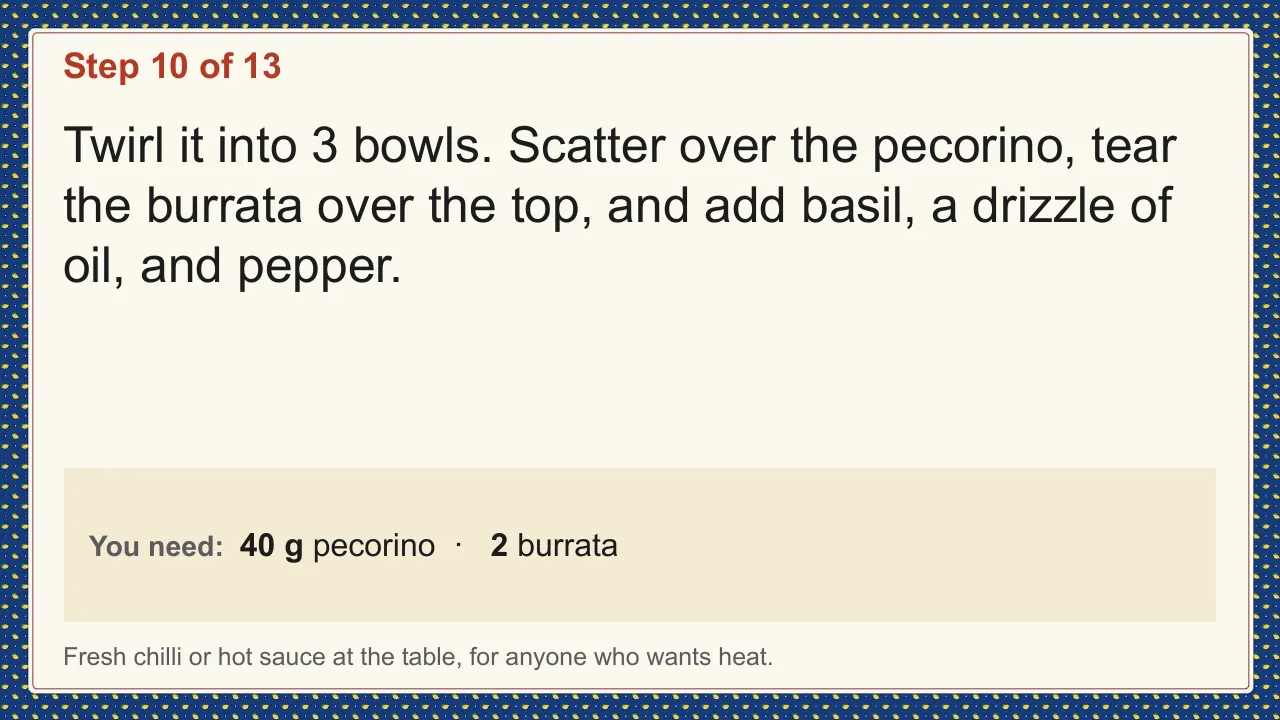 Step 10 of 13
Twirl it into 3 bowls. Scatter over the pecorino, tear
the burrata over the top, and add basil, a drizzle of
oil, and pepper.
You need: 40 g pecorino · 2 burrata
Fresh chilli or hot sauce at the table, for anyone who wants heat.